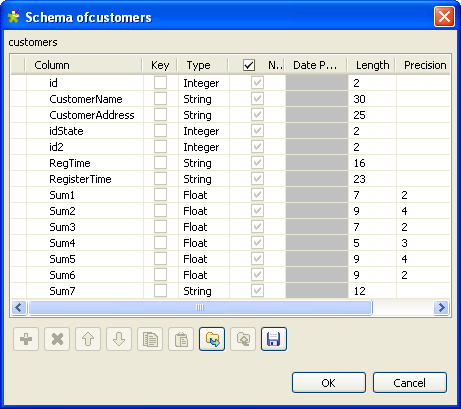 Schema ofcustomers
customers
Column Key Type N.. Date P... Length Precision
id Integer 2
CustomerName String 30
CustomerAddress String 25
idState Integer 2
id2 Integer 2
RegTime String 16
RegisterTime String 23
Sum1 Float 7 2
Sum2 Float 9 4
Sum3 Float 7 2
Sum4 Float 5 3
Sum5 Float 9 4
Sum6 Float 9 2
Sum7 String 12
OK Cancel